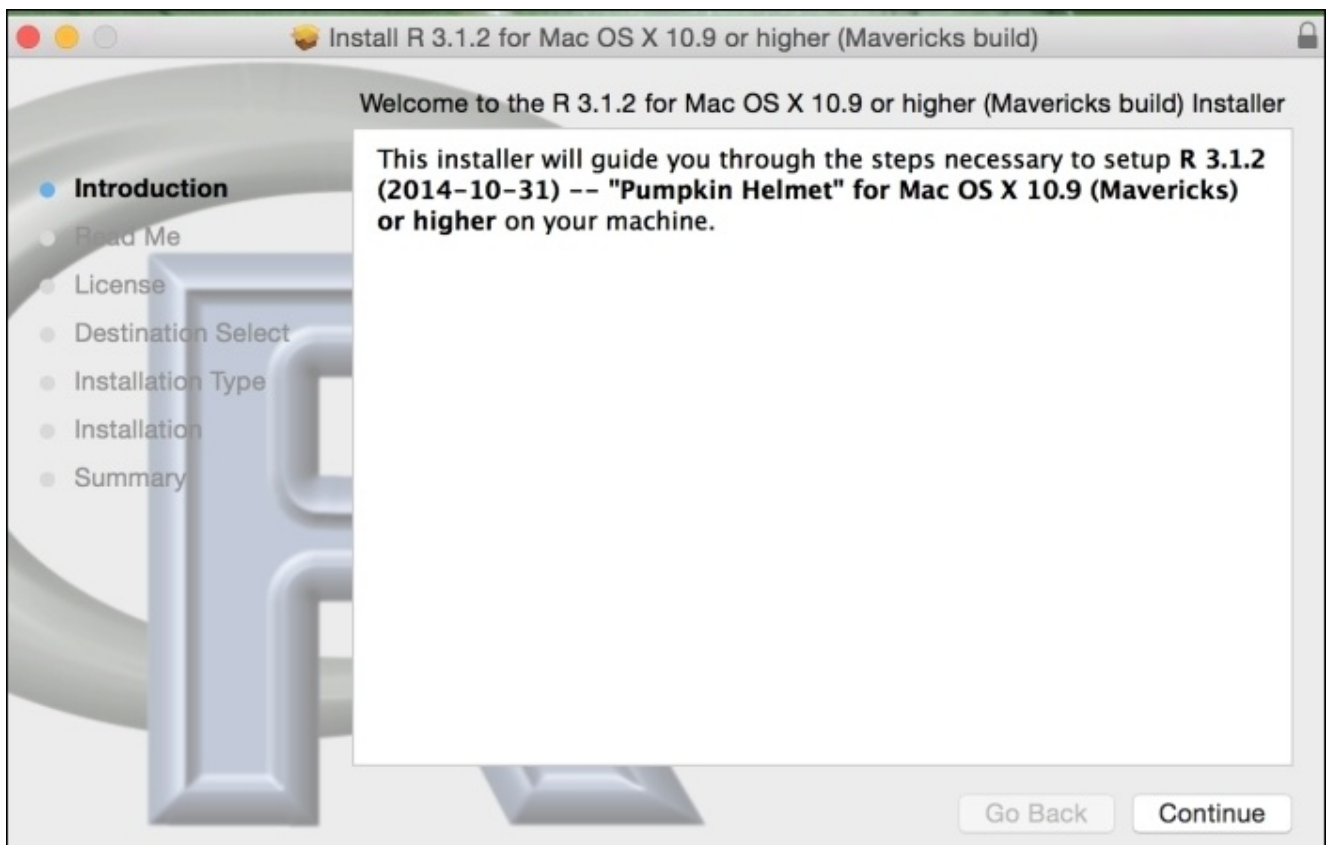 Install R 3.1.2 for Mac OS X 10.9 or higher (Mavericks build)
Welcome to the R 3.1.2 for Mac OS X 10.9 or higher (Mavericks build) Installer
Introduction
Read Me
License
Destination Select
Installation Type
Installation
Summary
This installer will guide you through the steps necessary to setup R 3.1.2
(2014-10-31) -- "Pumpkin Helmet" for Mac OS X 10.9 (Mavericks)
or higher on your machine.
R
Go Back
Continue